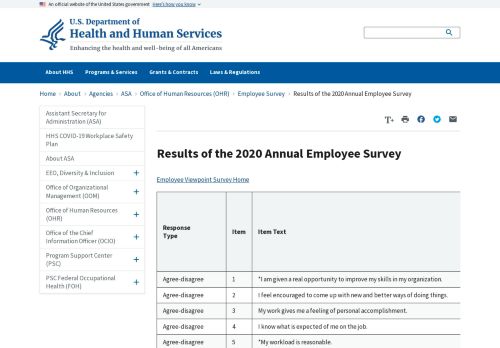 An official website of the United States government Here's how you know
U.S. Department of
Health and Human Services
Enhancing the health and well-being of all Americans
About HHS Programs & Services Grants & Contracts Laws & Regulations
Home > About > Agencies > ASA > Office of Human Resources (OHR) > Employee Survey > Results of the 2020 Annual Employee Survey
Assistant Secretary for
Administration (ASA)
HHS COVID-19 Workplace Safety
Plan
About ASA
EEO, Diversity & Inclusion +
Office of Organizational
Management (OOM) +
Office of Human Resources
(OHR) +
Office of the Chief
Information Officer (OCIO) +
Program Support Center
(PSC) +
PSC Federal Occupational
Health (FOH) +
T+
Results of the 2020 Annual Employee Survey
Employee Viewpoint Survey Home
Response
Type Item Item Text
Agree-disagree 1 *I am given a real opportunity to improve my skills in my organization.
Agree-disagree 2 I feel encouraged to come up with new and better ways of doing things.
Agree-disagree 3 My work gives me a feeling of personal accomplishment.
Agree-disagree 4 I know what is expected of me on the job.
Agree-disagree 5 *My workload is reasonable.